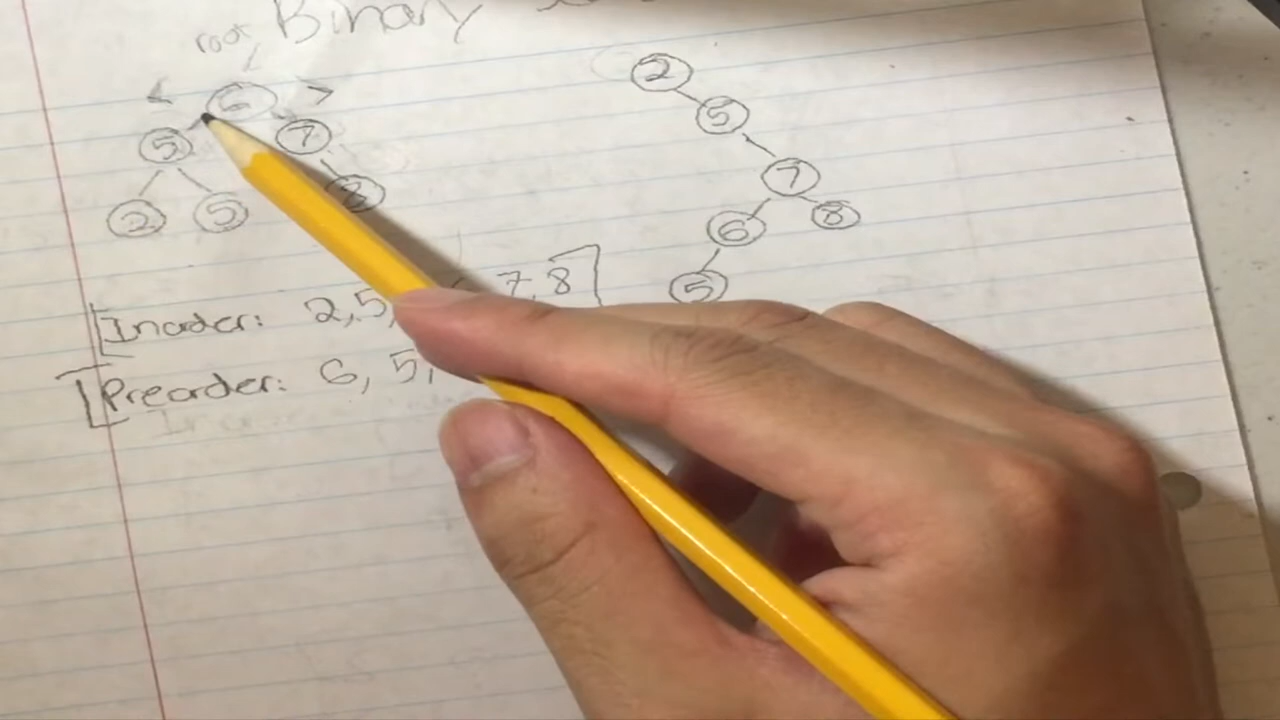 Binary
root
6
5 7
2 5 8
2
5
7
6 8
5
Inorder: 2, 5, 7, 8
Preorder: 6, 5,